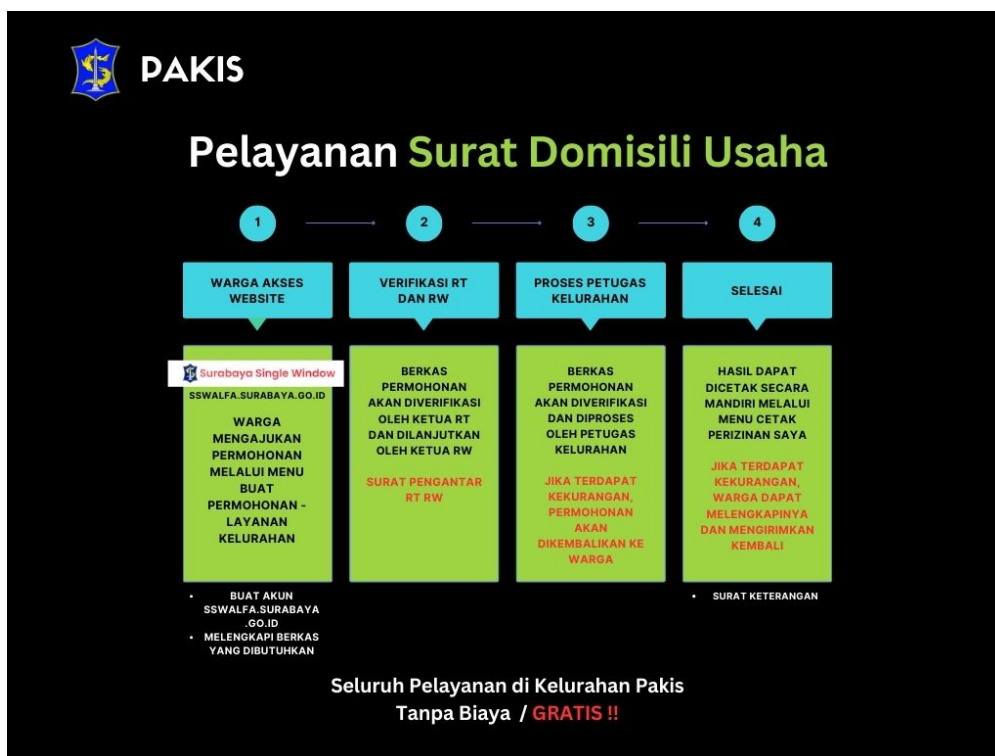 PAKIS
Pelayanan Surat Domisili Usaha
1
2
3
4
WARGA AKSES
WEBSITE
VERIFIKASI RT
DAN RW
PROSES PETUGAS
KELURAHAN
SELESAI
Surabaya Single Window
SSWALFA.SURABAYA.GO.ID
WARGA
MENGAJUKAN
PERMOHONAN
MELALUI MENU
BUAT
PERMOHONAN -
LAYANAN
KELURAHAN
BERKAS
PERMOHONAN
AKAN DIVERIFIKASI
OLEH KETUA RT
DAN DILANJUTKAN
OLEH KETUA RW
SURAT PENGANTAR
RT RW
BERKAS
PERMOHONAN
AKAN DIVERIFIKASI
DAN DIPROSES
OLEH PETUGAS
KELURAHAN
JIKA TERDAPAT
KEKURANGAN,
PERMOHONAN
AKAN
DIKEMBALIKAN KE
WARGA
HASIL DAPAT
DICETAK SECARA
MANDIRI MELALUI
MENU CETAK
PERIZINAN SAYA
JIKA TERDAPAT
KEKURANGAN,
WARGA DAPAT
MELENGKAPINYA
DAN MENGIRIMKAN
KEMBALI
• BUAT AKUN
SSWALFA.SURABAYA
.GO.ID
• MELENGKAPI BERKAS
YANG DIBUTUHKAN
• SURAT KETERANGAN
Seluruh Pelayanan di Kelurahan Pakis
Tanpa Biaya / GRATIS !!